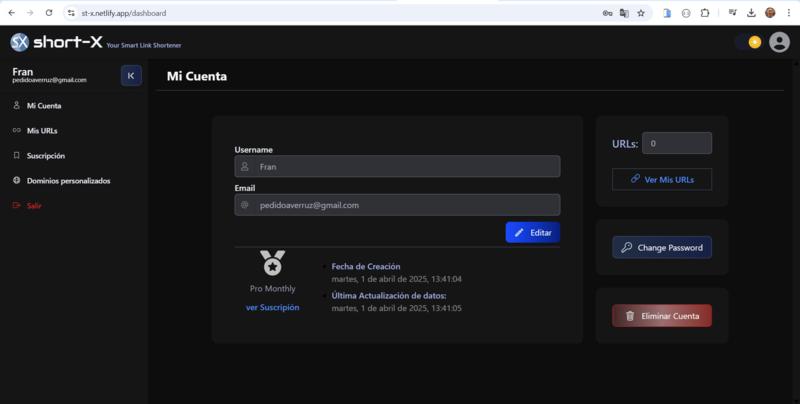 st-x.netlify.app/dashboard
SX short-X Your Smart Link Shortener
Fran
pedidoaverruz@gmail.com
Mi Cuenta
Mis URLs
Suscripción
Dominios personalizados
Salir
Mi Cuenta
Username
Fran
Email
pedidoaverruz@gmail.com
Editar
Pro Monthly
ver Suscripión
Fecha de Creación
martes, 1 de abril de 2025, 13:41:04
Última Actualización de datos:
martes, 1 de abril de 2025, 13:41:05
URLs: 0
Ver Mis URLs
Change Password
Eliminar Cuenta